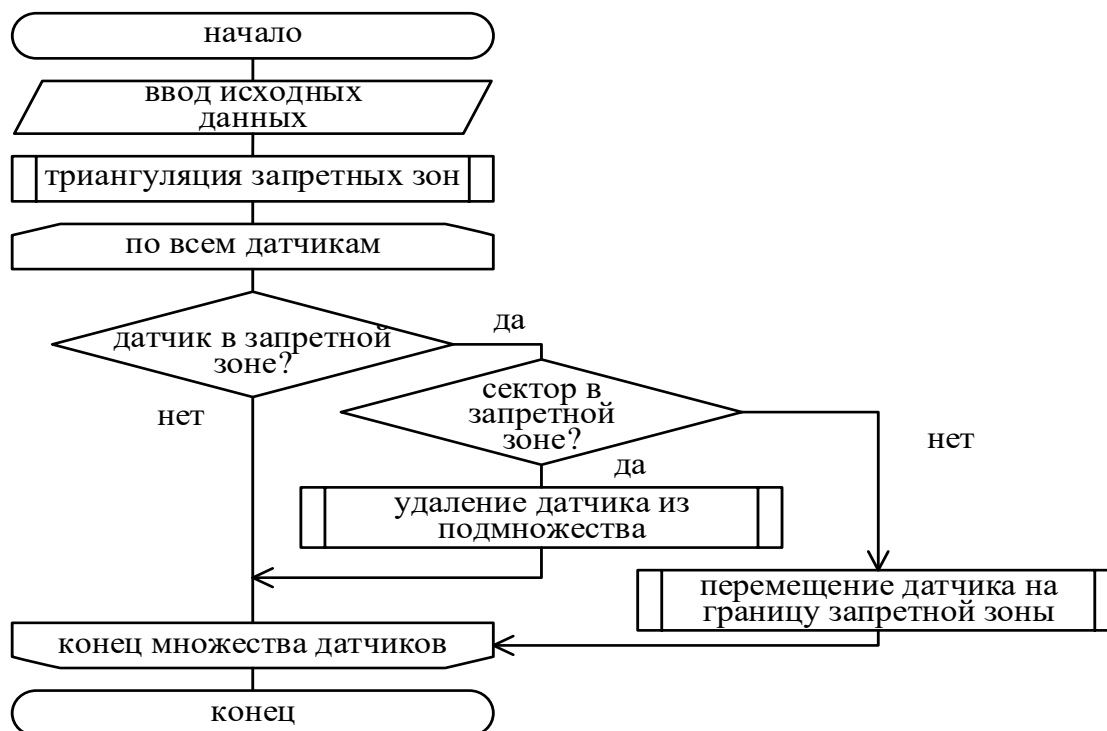 начало
ввод исходных
данных
триангуляция запретных зон
по всем датчикам
датчик в запретной
зоне?
да
нет
сектор в
запретной
зоне?
да
нет
удаление датчика из
подмножества
перемещение датчика на
границу запретной зоны
конец множества датчиков
конец